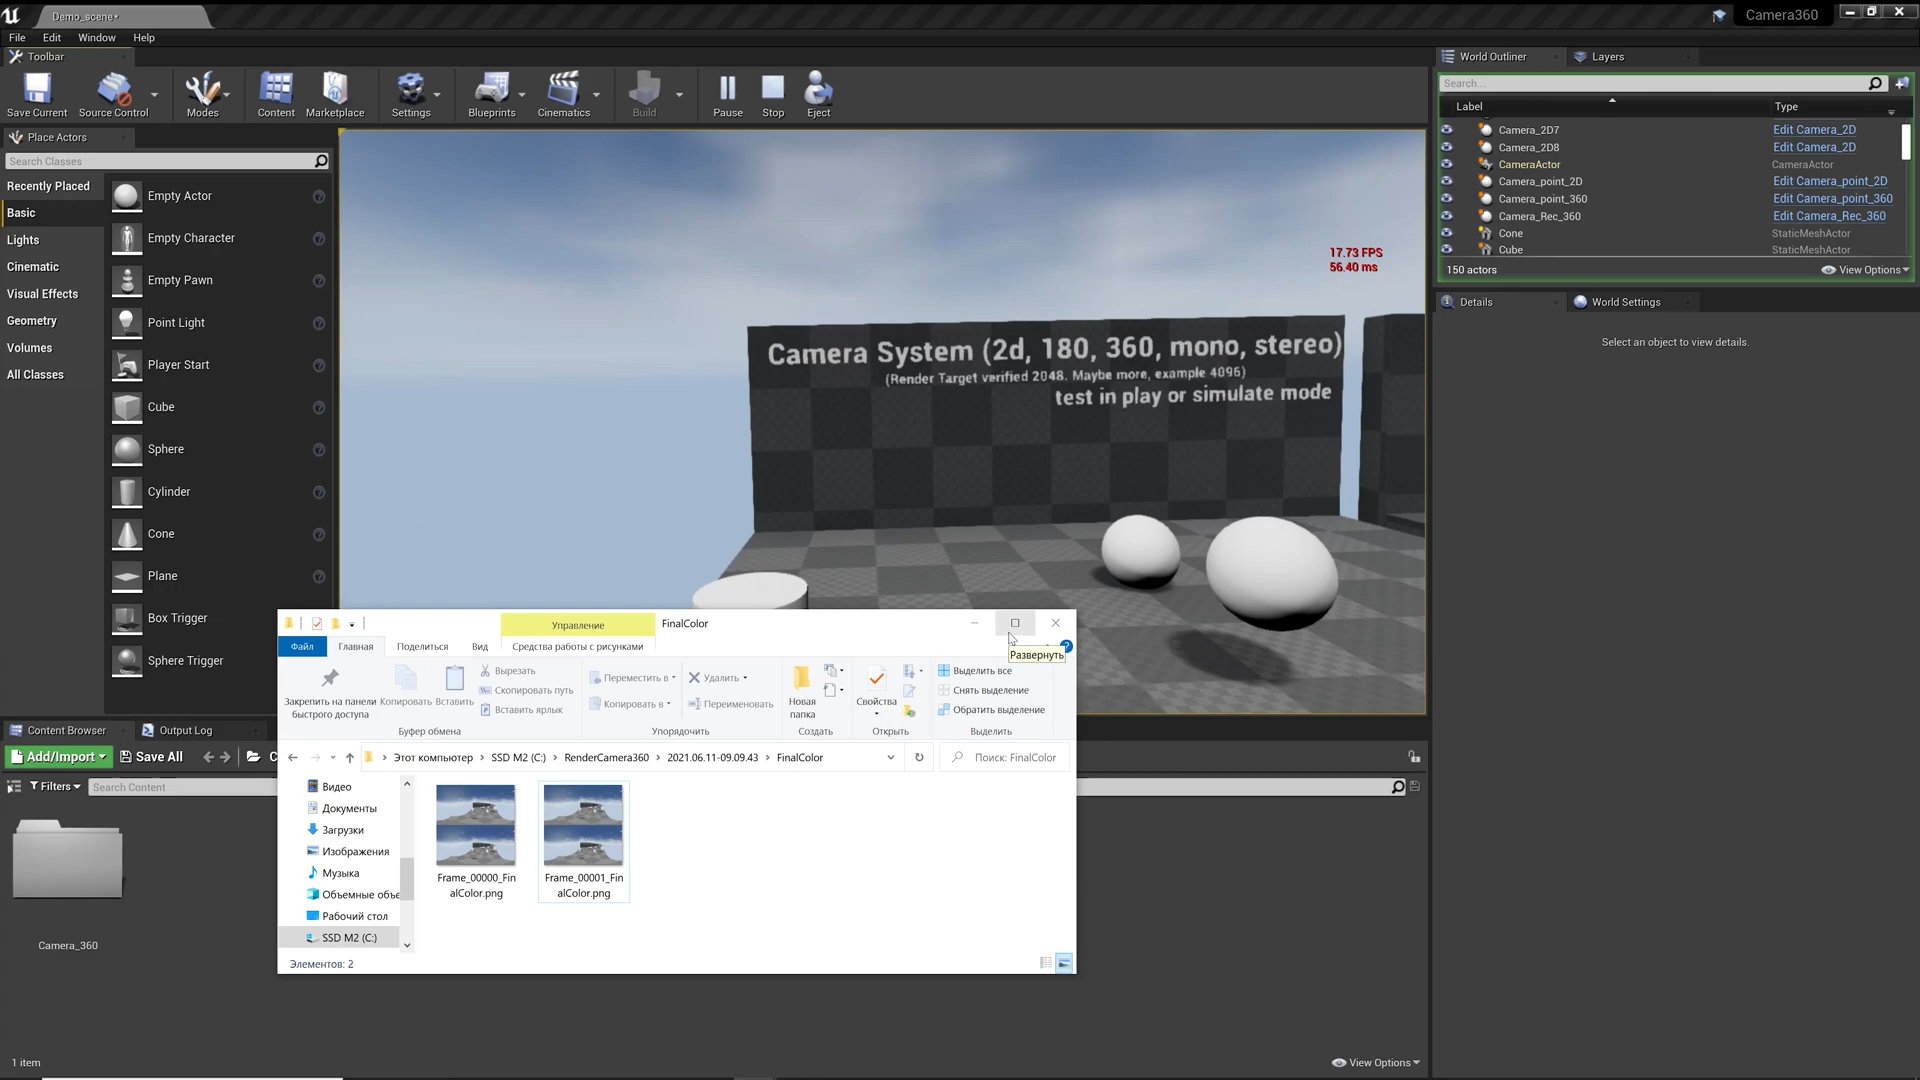 Demo_scene•
Camera360
File Edit Window Help
Toolbar
Save Current Source Control Modes Content Marketplace Settings Blueprints Cinematics Build Pause Stop Eject
Place Actors
Search Classes
Recently Placed
Basic
Lights
Cinematic
Visual Effects
Geometry
Volumes
All Classes
Empty Actor
Empty Character
Empty Pawn
Point Light
Player Start
Cube
Sphere
Cylinder
Cone
Plane
Box Trigger
Sphere Trigger
17.73 FPS
56.40 ms
Camera System (2d, 180, 360, mono, stereo)
(Render Target verified 2048. Maybe more, example 4096)
test in play or simulate mode
World Outliner Layers
Search...
Label Type
Camera_2D7 Edit Camera_2D
Camera_2D8 Edit Camera_2D
CameraActor CameraActor
Camera_point_2D Edit Camera_point_2D
Camera_point_360 Edit Camera_point_360
Camera_Rec_360 Edit Camera_Rec_360
Cone StaticMeshActor
Cube StaticMeshActor
150 actors View Options
Details World Settings
Select an object to view details.
Content Browser Output Log
Add/Import Save All C
Filters Search Content
Camera_360
1 item View Options
Управление FinalColor
Файл Главная Поделиться Вид Средства работы с рисунками
Развернуть
Закрепить на панели
быстрого доступа
Копировать Вставить
Вырезать
Скопировать путь
Вставить ярлык
Буфер обмена
Переместить в Удалить
Копировать в Переименовать
Упорядочить
Новая
папка
Создать
Свойства
Открыть
Выделить все
Снять выделение
Обратить выделение
Выделить
Этот компьютер SSD M2 (C:) RenderCamera360 2021.06.11-09.09.43 FinalColor
Поиск: FinalColor
Видео
Документы
Загрузки
Изображения
Музыка
Объемные объе
Рабочий стол
SSD M2 (C:)
Frame_00000_Fin
alColor.png
Frame_00001_Fin
alColor.png
Элементов: 2